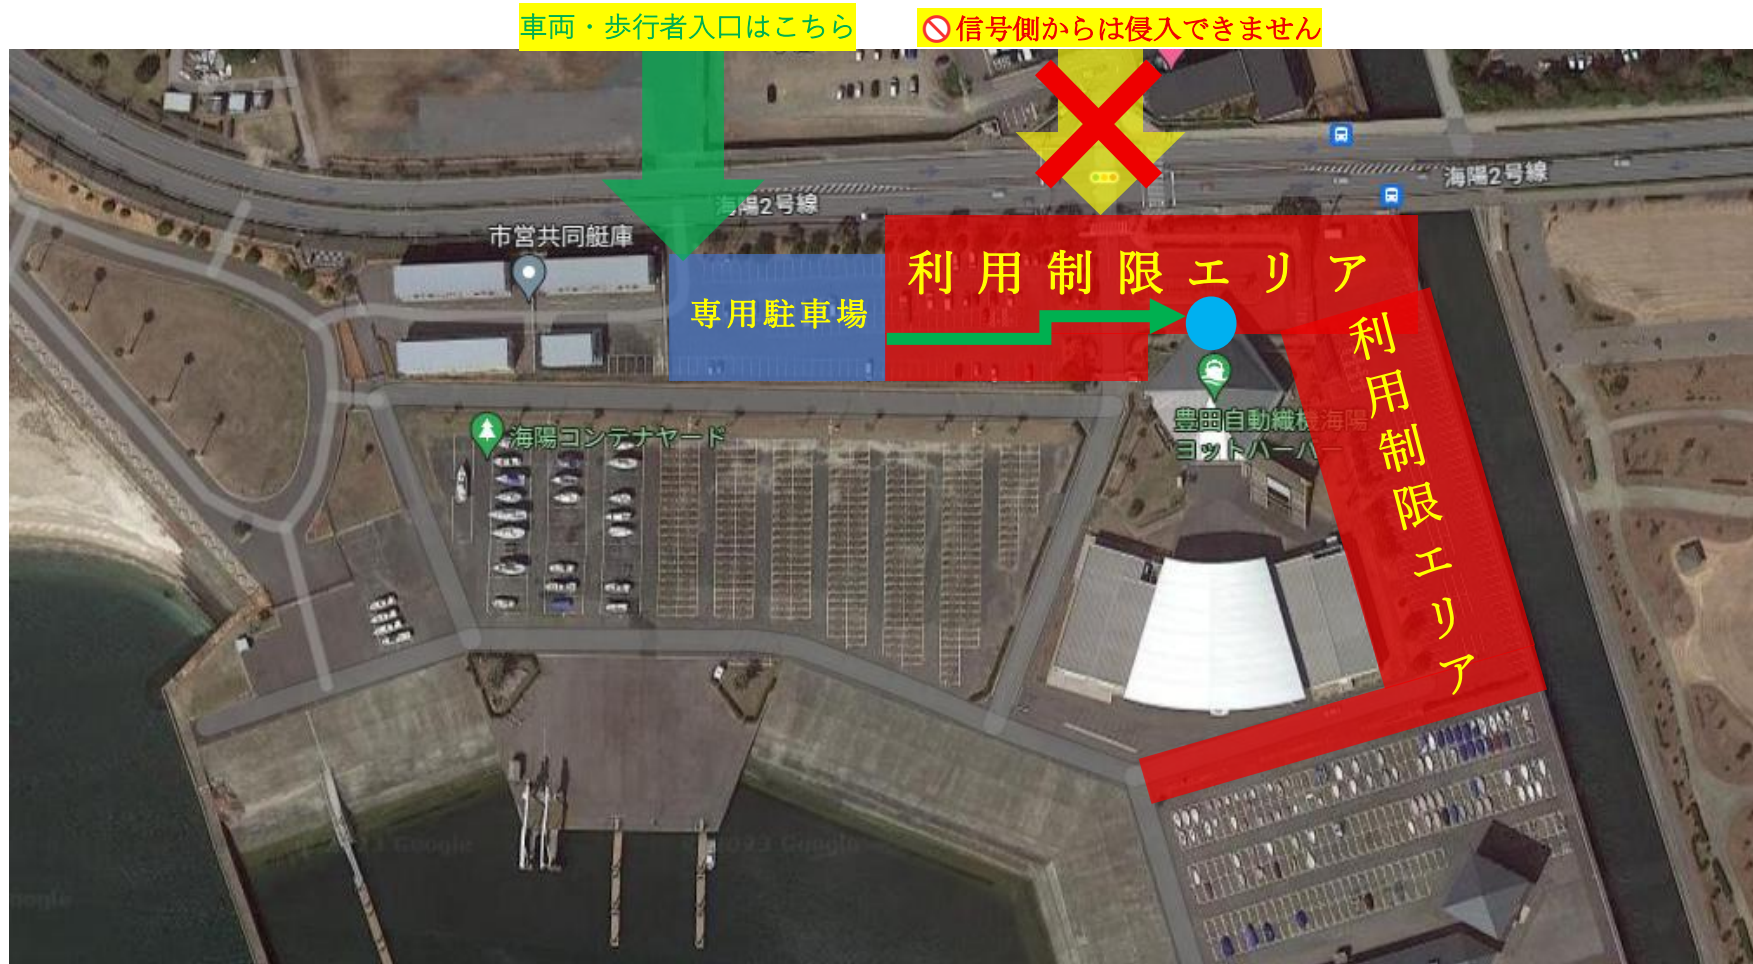 車両・歩行者入口はこちら
🚫信号側からは侵入できません
海陽2号線
海陽2号線
市営共同艇庫
利用制限エリア
専用駐車場
利用制限エリア
豊田自動織機海陽
ヨットハーバー
海陽コンテナヤード
Google
2023 Google